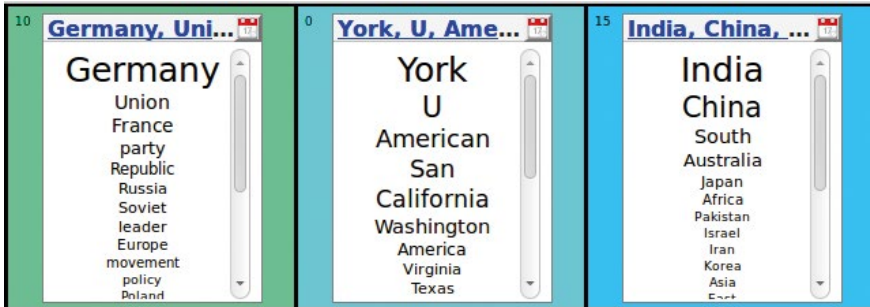 10
Germany, Uni...
Germany
Union
France
party
Republic
Russia
Soviet
leader
Europe
movement
policy
Poland
0
York, U, Ame...
York
U
American
San
California
Washington
America
Virginia
Texas
15
India, China, ...
India
China
South
Australia
Japan
Africa
Pakistan
Israel
Iran
Korea
Asia
East